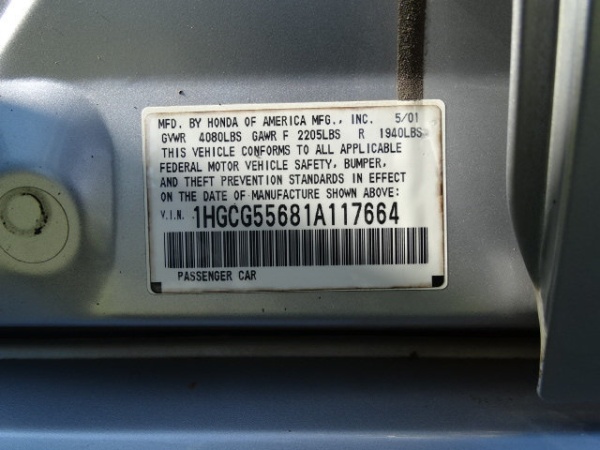 MFD. BY HONDA OF AMERICA MFG., INC. 5/01
GVWR 4080LBS GAWR F 2205LBS R 1940LBS
THIS VEHICLE CONFORMS TO ALL APPLICABLE
FEDERAL MOTOR VEHICLE SAFETY, BUMPER,
AND THEFT PREVENTION STANDARDS IN EFFECT
ON THE DATE OF MANUFACTURE SHOWN ABOVE:
V.I.N. 1HGCG55681A117664
PASSENGER CAR